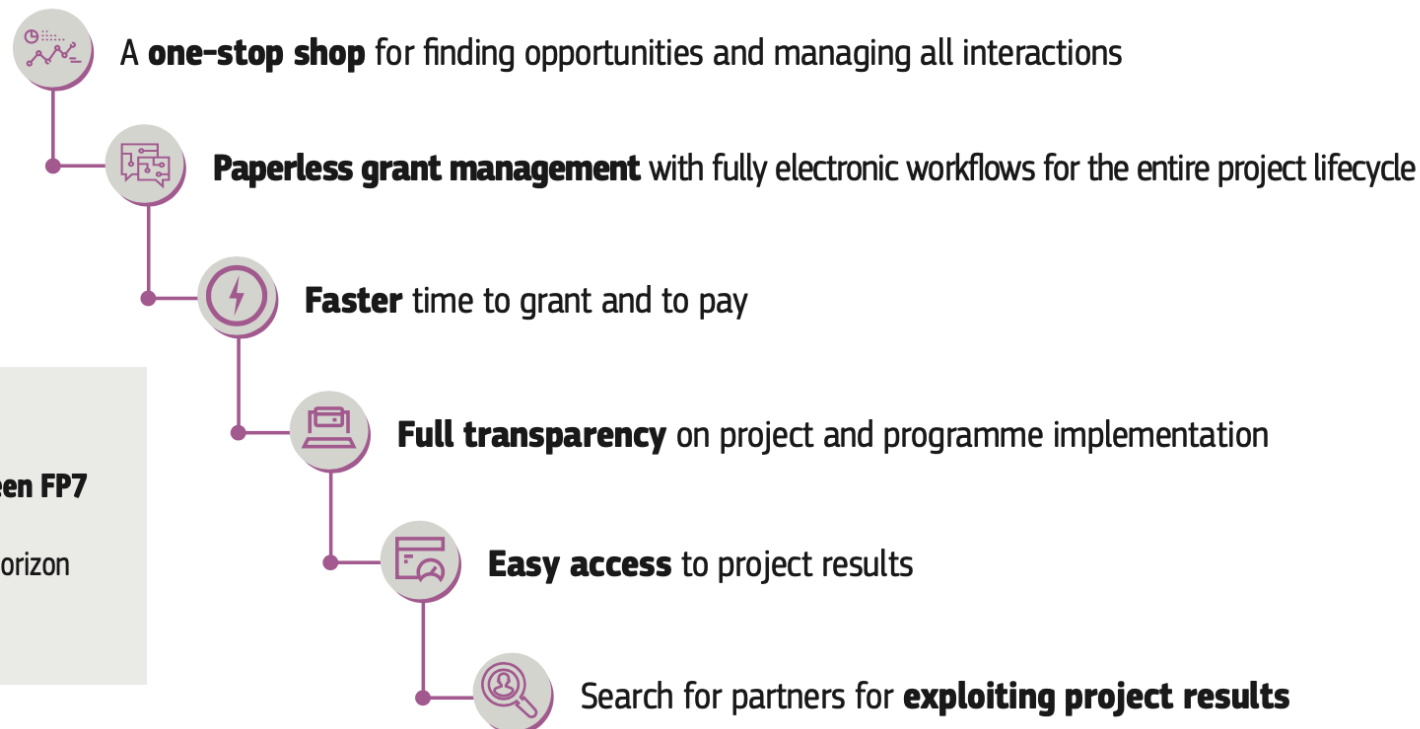 A one-stop shop for finding opportunities and managing all interactions
Paperless grant management with fully electronic workflows for the entire project lifecycle
Faster time to grant and to pay
Full transparency on project and programme implementation
FP7
Easy access to project results
Search for partners for exploiting project results